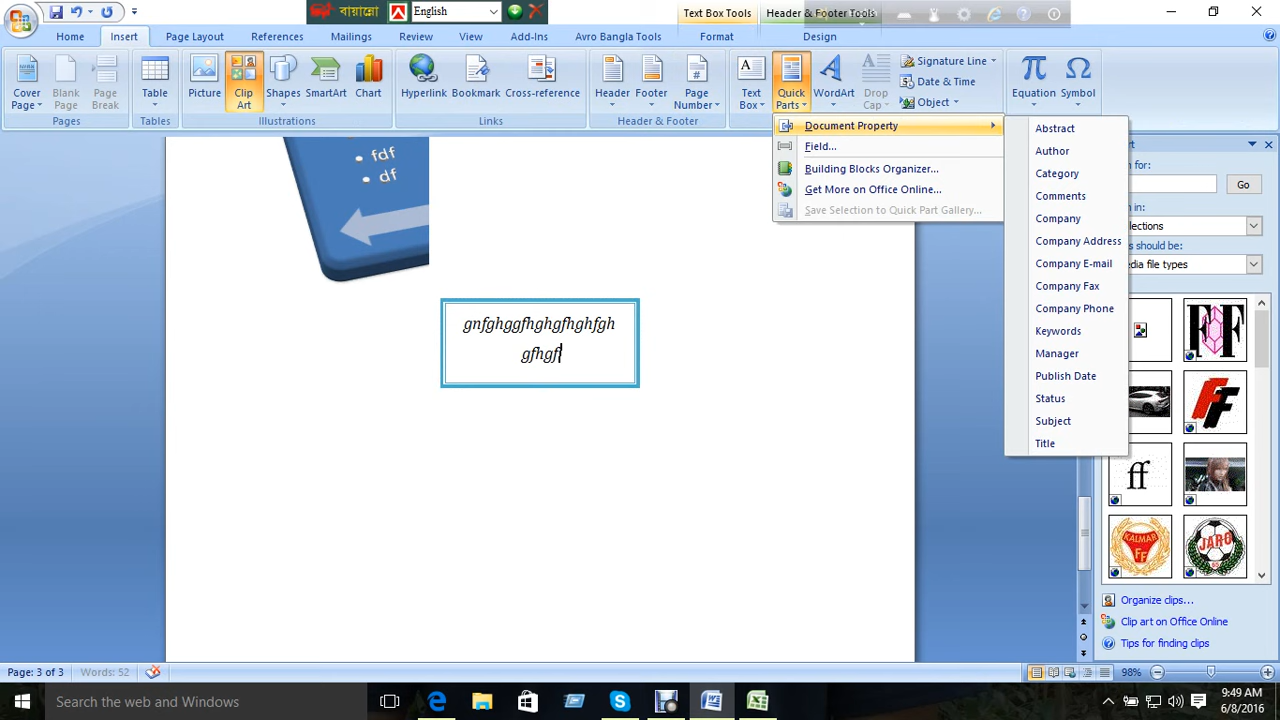 বায়ান্নো
English
Text Box Tools
Header & Footer Tools
Home
Insert
Page Layout
References
Mailings
Review
View
Add-Ins
Avro Bangla Tools
Format
Design
Cover Page
Blank Page
Page Break
Table
Picture
Clip Art
Shapes
SmartArt
Chart
Hyperlink
Bookmark
Cross-reference
Header
Footer
Page Number
Text Box
Quick Parts
WordArt
Drop Cap
Signature Line
Date & Time
Object
Equation
Symbol
Pages
Tables
Illustrations
Links
Header & Footer
Document Property
Field...
Building Blocks Organizer...
Get More on Office Online...
Save Selection to Quick Part Gallery...
Abstract
Author
Category
Comments
Company
Company Address
Company E-mail
Company Fax
Company Phone
Keywords
Manager
Publish Date
Status
Subject
Title
Go
• fdf
• df
gnfghggfhghgfhghfgh
gfhgf
FF
FF
ff
KALMAR
FF
JARO
Organize clips...
Clip art on Office Online
Tips for finding clips
Page: 3 of 3
Words: 52
98%
Search the web and Windows
9:49 AM
6/8/2016